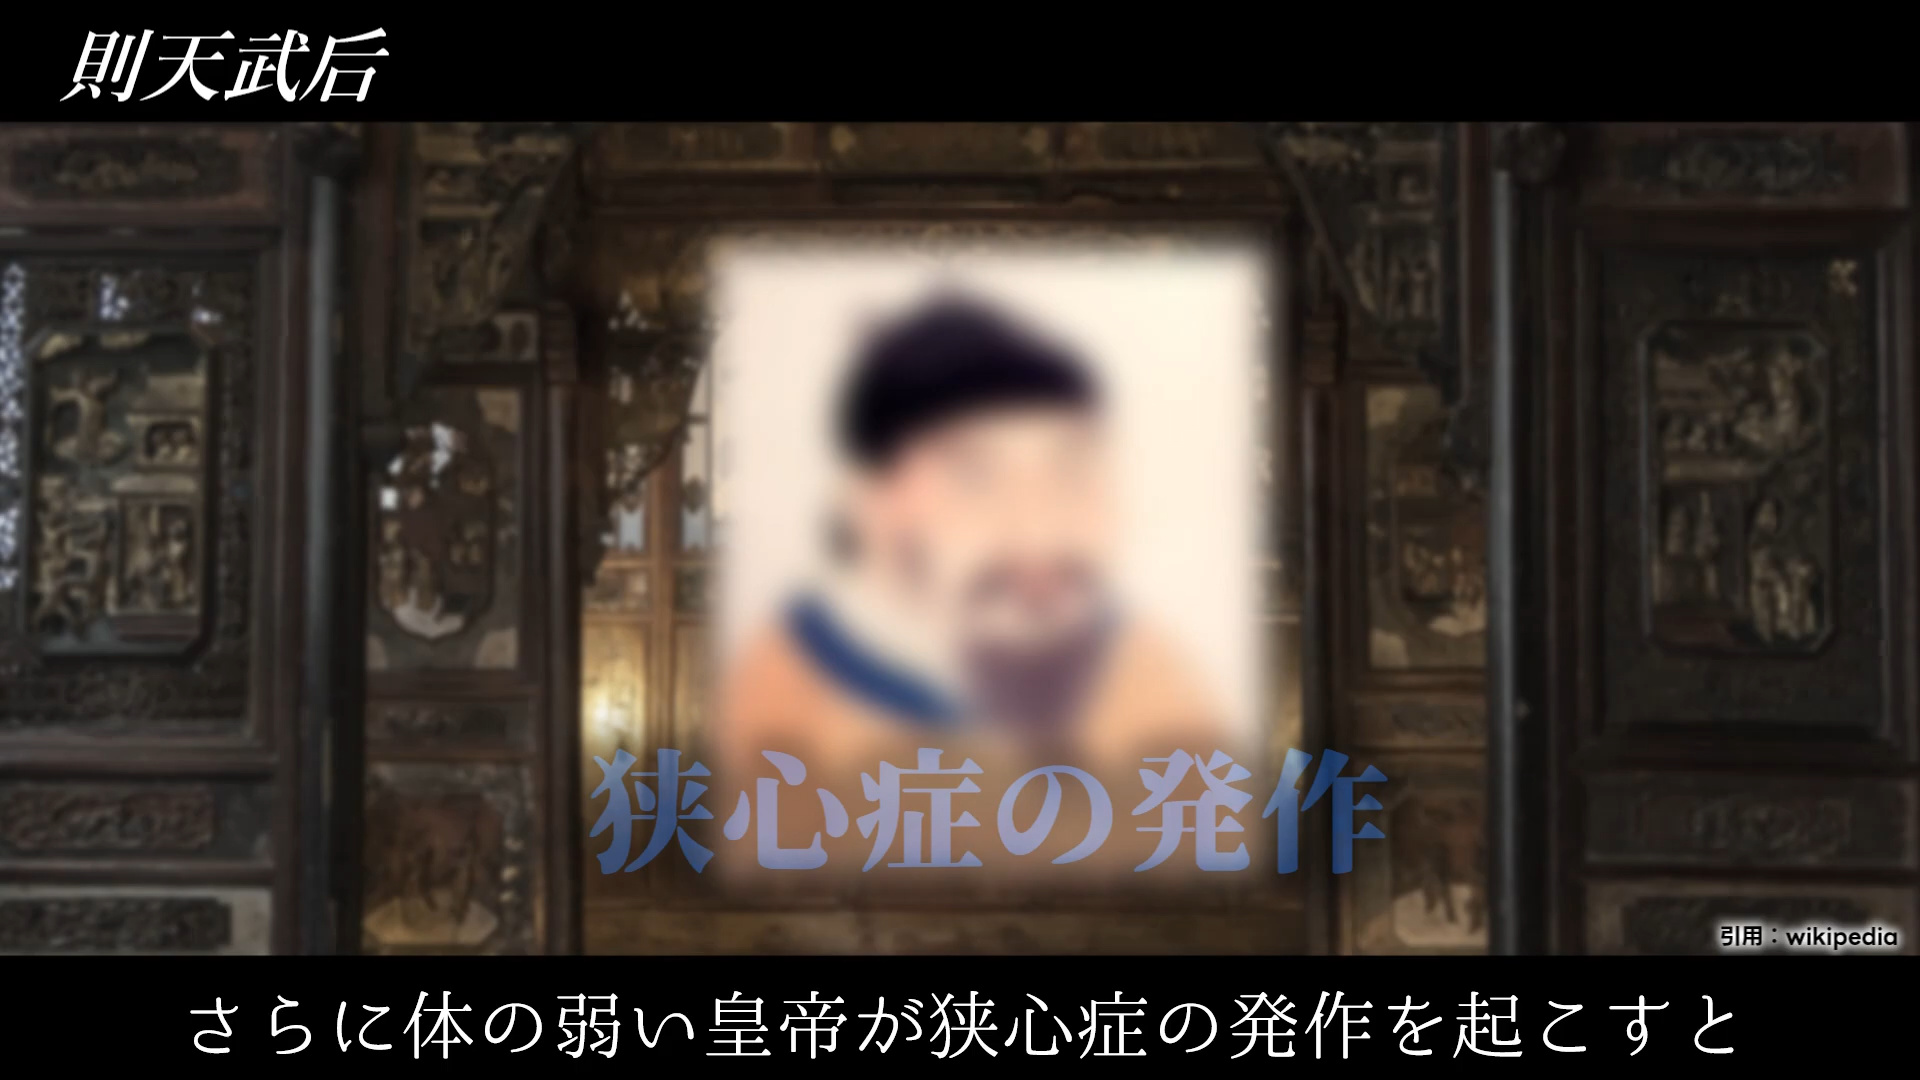 則天武后
狭心症の発作
引用：wikipedia
さらに体の弱い皇帝が狭心症の発作を起こすと